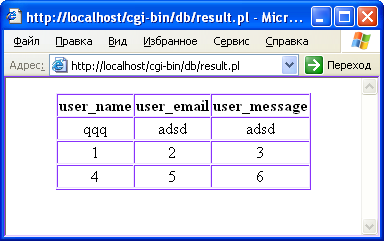 http://localhost/cgi-bin/db/result.pl - Micr...
Файл Правка Вид Избранное Сервис Справка
Адрес: http://localhost/cgi-bin/db/result.pl Переход
user_name user_email user_message
qqq adsd adsd
1 2 3
4 5 6